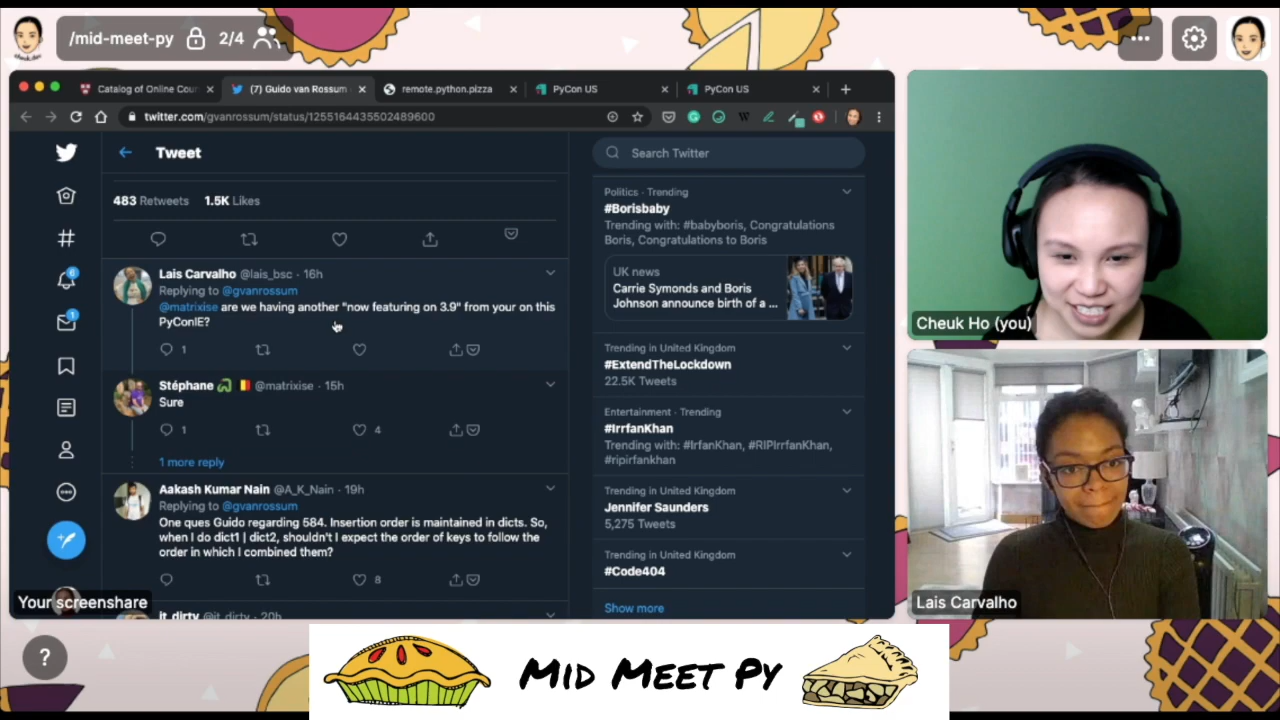 /mid-meet-py 2/4
Catalog of Online Cour
(7) Guido van Rossum
remote.python.pizza
PyCon US
PyCon US
twitter.com/gvanrossum/status/1255164435502489600
Tweet
Search Twitter
483 Retweets 1.5K Likes
Lais Carvalho @lais_bsc · 16h
Replying to @gvanrossum
@matrixise are we having another "now featuring on 3.9" from your on this
PyConIE?
1
Stéphane @matrixise · 15h
Sure
1 4
1 more reply
Aakash Kumar Nain @A_K_Nain · 19h
Replying to @gvanrossum
One ques Guido regarding 584. Insertion order is maintained in dicts. So,
when I do dict1 | dict2, shouldn't I expect the order of keys to follow the
order in which I combined them?
8
it_dirty @it_dirty · 20h
6
1
Politics · Trending
#Borisbaby
Trending with: #babyboris, Congratulations
Boris, Congratulations to Boris
UK news
Carrie Symonds and Boris
Johnson announce birth of a ...
Trending in United Kingdom
#ExtendTheLockdown
22.5K Tweets
Entertainment · Trending
#IrrfanKhan
Trending with: #IrfanKhan, #RIPIrrfanKhan,
#ripirfankhan
Trending in United Kingdom
Jennifer Saunders
5,275 Tweets
Trending in United Kingdom
#Code404
Show more
Your screenshare
Cheuk Ho (you)
Lais Carvalho
?
MID MEET PY